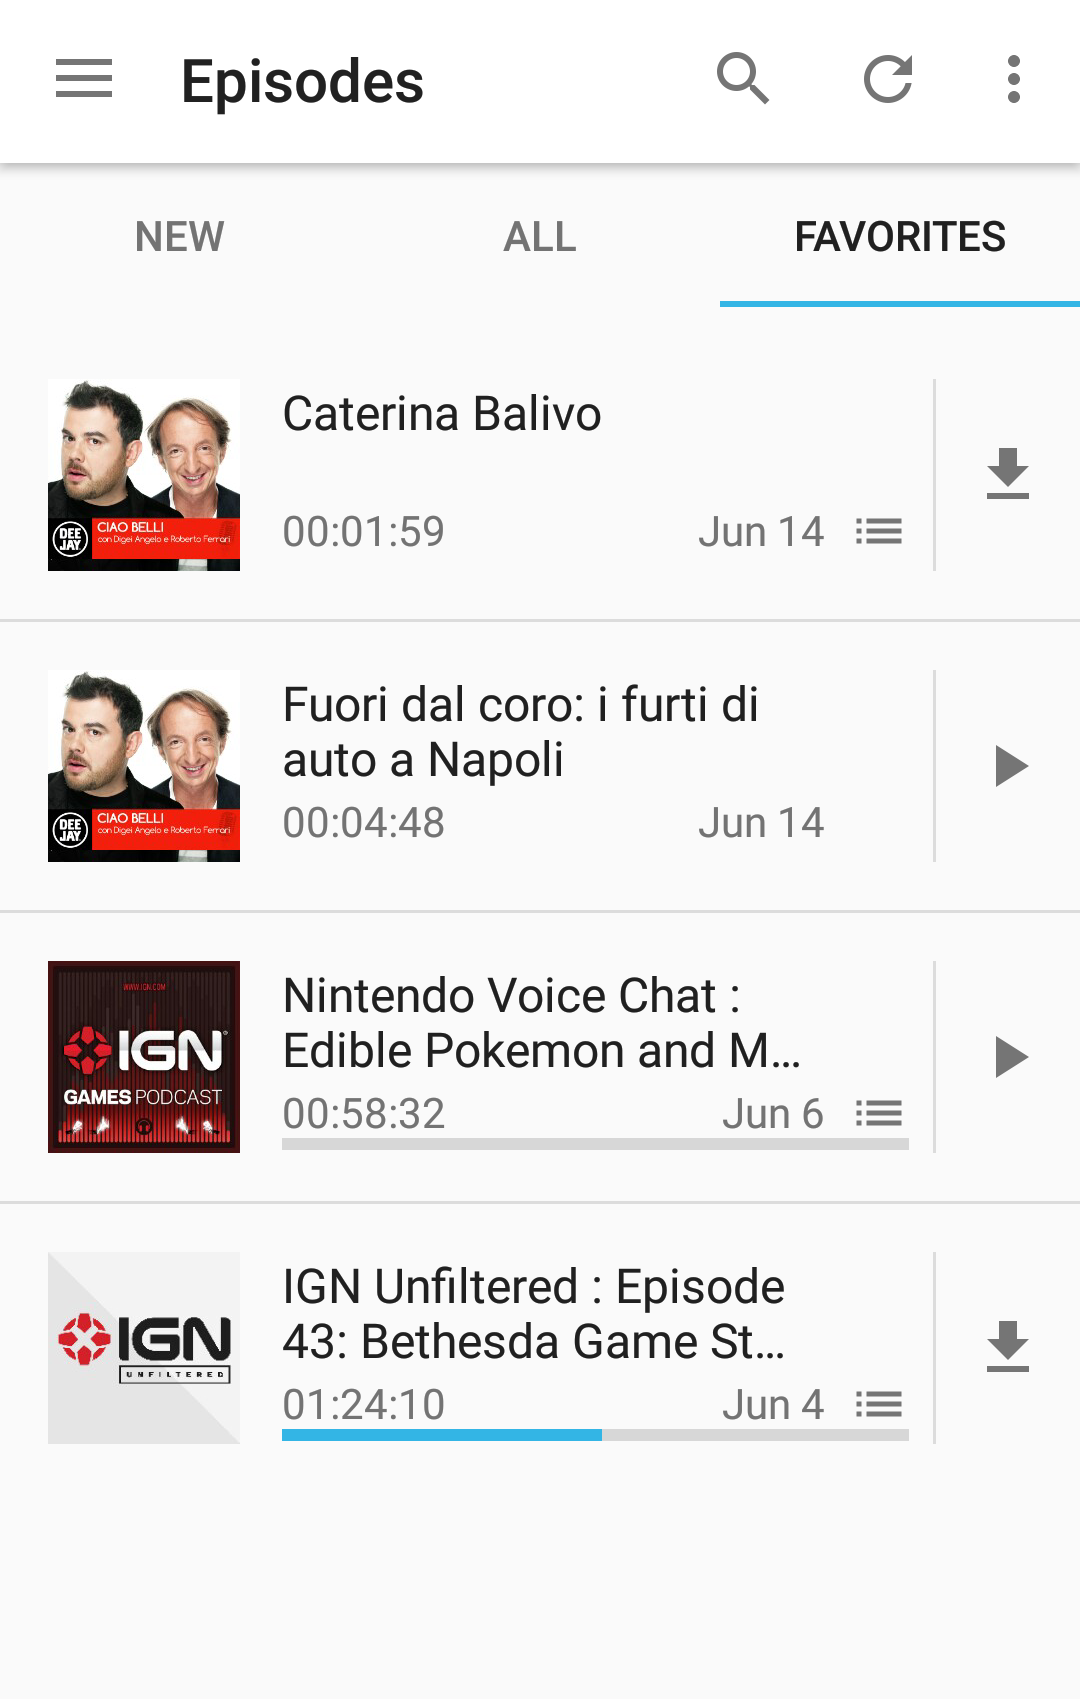 Episodes
NEW
ALL
FAVORITES
Caterina Balivo
00:01:59
Jun 14
DEE
JAY
CIAO BELLI
con Digei Angelo e Roberto Ferrari
Fuori dal coro: i furti di
auto a Napoli
00:04:48
Jun 14
DEE
JAY
CIAO BELLI
con Digei Angelo e Roberto Ferrari
WWW.IGN.COM
IGN
GAMES PODCAST
Nintendo Voice Chat :
Edible Pokemon and M...
00:58:32
Jun 6
IGN
UNFILTERED
IGN Unfiltered : Episode
43: Bethesda Game St...
01:24:10
Jun 4